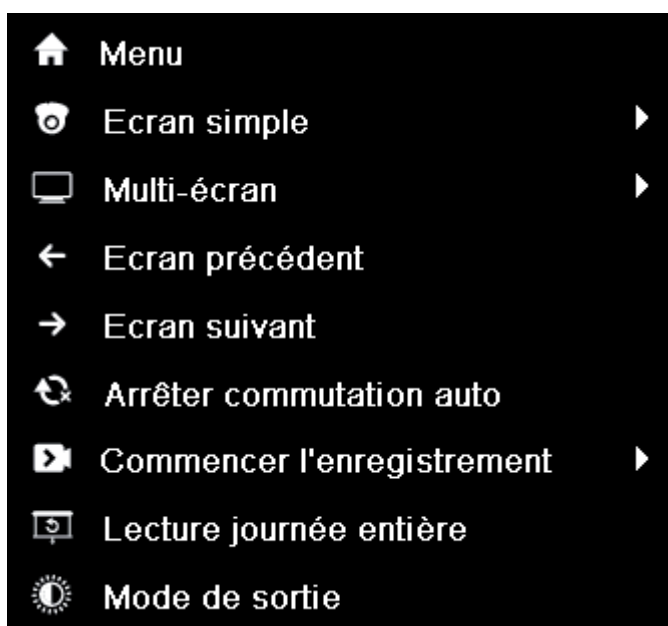 Menu
Ecran simple
Multi-écran
Ecran précédent
Ecran suivant
Arrêter commutation auto
Commencer l'enregistrement
Lecture journée entière
Mode de sortie